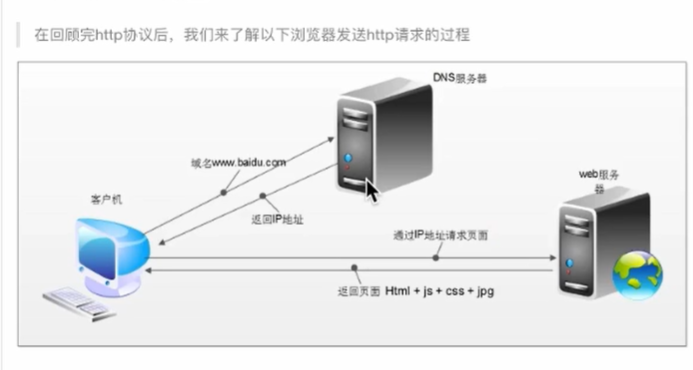 在回顾完http协议后，我们来了解以下浏览器发送http请求的过程
DNS服务器
域名www.baidu.com
web服务
器
客户机
返回IP地址
通过IP地址请求页面
返回页面 Html + js + css + jpg